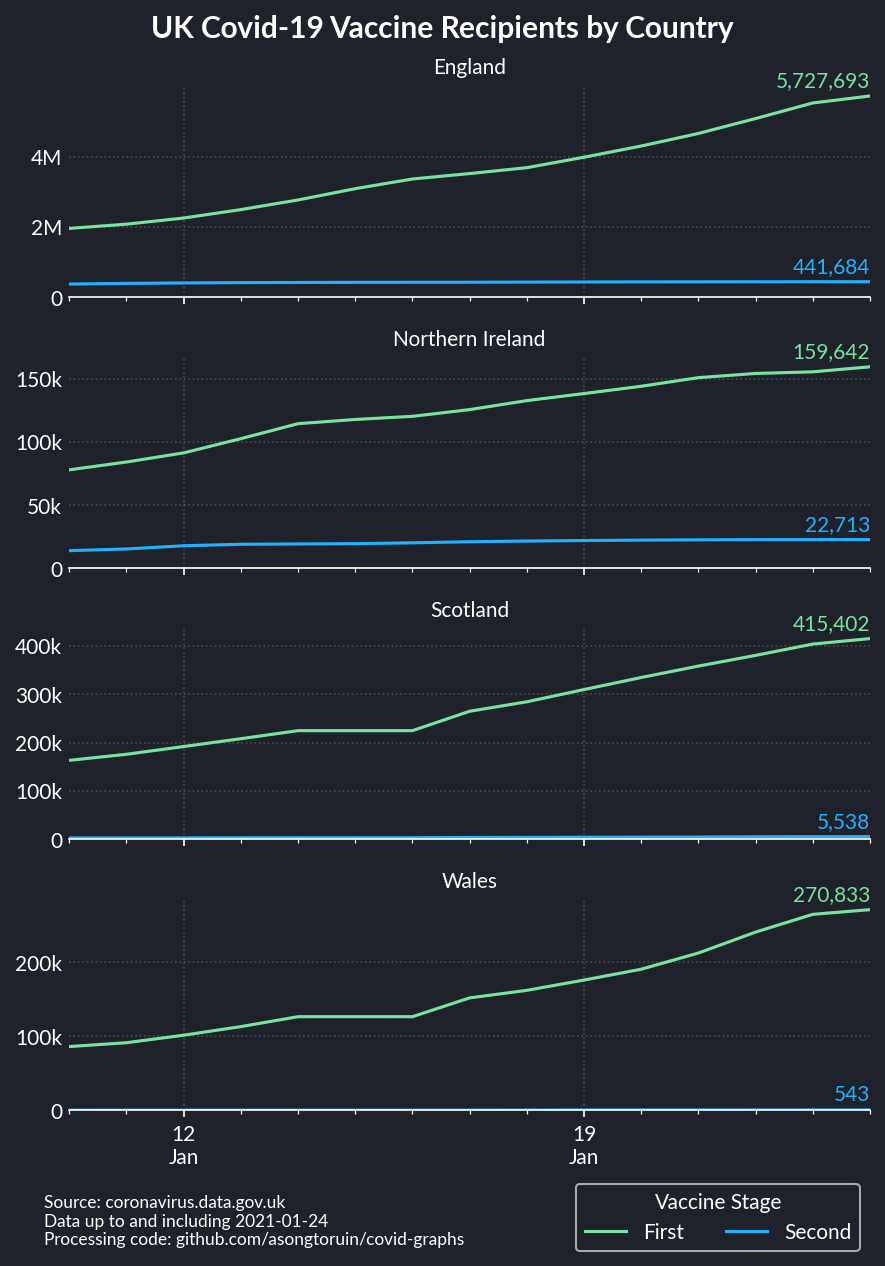 UK Covid-19 Vaccine Recipients by Country
England
5,727,693
4M
2M
441,684
0
Northern Ireland
159,642
150k
100k
50k
22,713
0
Scotland
415,402
400k
300k
200k
100k
5,538
0
Wales
270,833
200k
100k
543
0
12 19
Jan Jan
Source: coronavirus.data.gov.uk
Data up to and including 2021-01-24
Processing code: github.com/asongtoruin/covid-graphs
Vaccine Stage
First Second